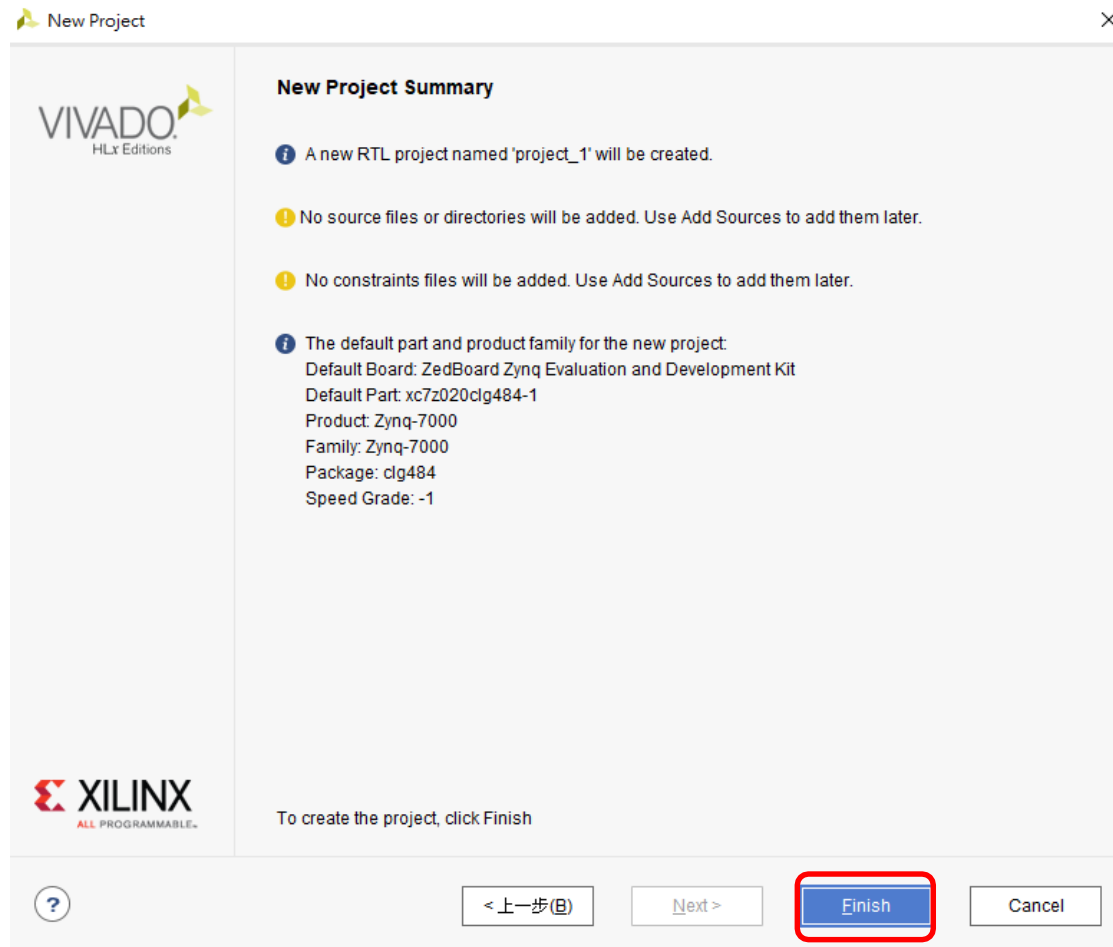 New Project
VIVADO.
HLx Editions
New Project Summary
A new RTL project named 'project_1' will be created.
No source files or directories will be added. Use Add Sources to add them later.
No constraints files will be added. Use Add Sources to add them later.
The default part and product family for the new project:
Default Board: ZedBoard Zynq Evaluation and Development Kit
Default Part: xc7z020clg484-1
Product: Zynq-7000
Family: Zynq-7000
Package: clg484
Speed Grade: -1
XILINX
ALL PROGRAMMABLE™
To create the project, click Finish
?
<上一步(B)
Next >
Finish
Cancel